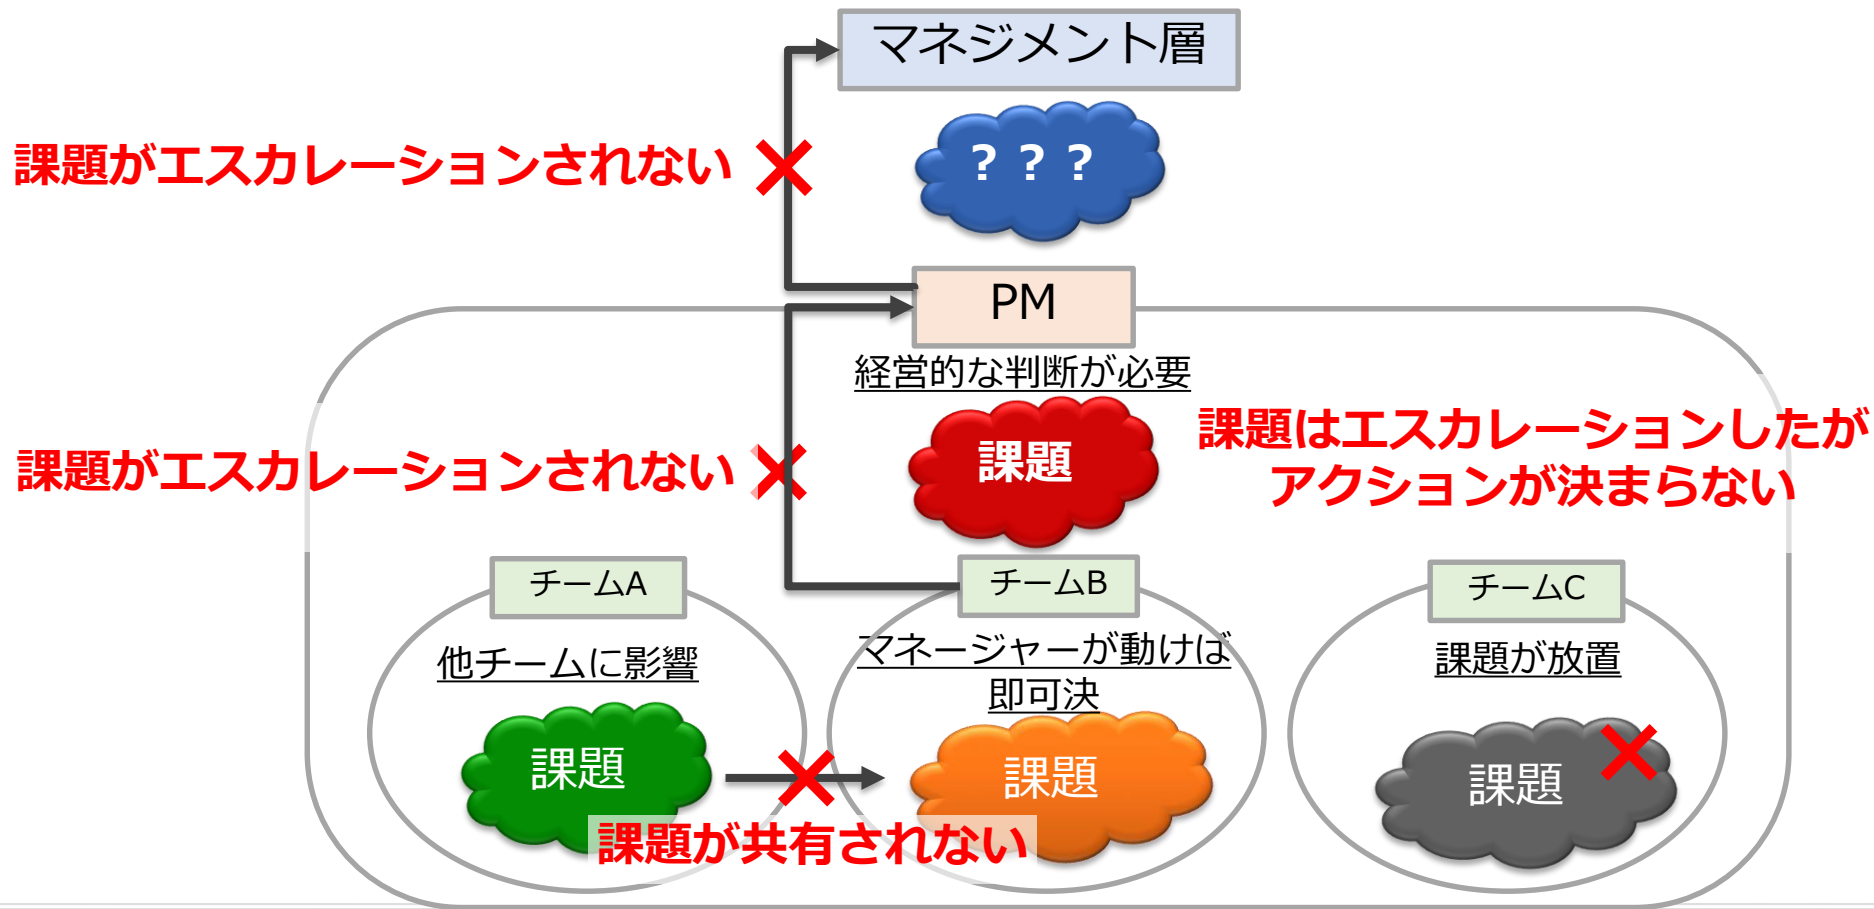 マネジメント層
課題がエスカレーションされない
？？？
PM
経営的な判断が必要
課題はエスカレーションしたが
アクションが決まらない
課題がエスカレーションされない
課題
チームA
チームB
チームC
他チームに影響
マネージャーが動けば
即可決
課題が放置
課題
課題
課題
課題が共有されない